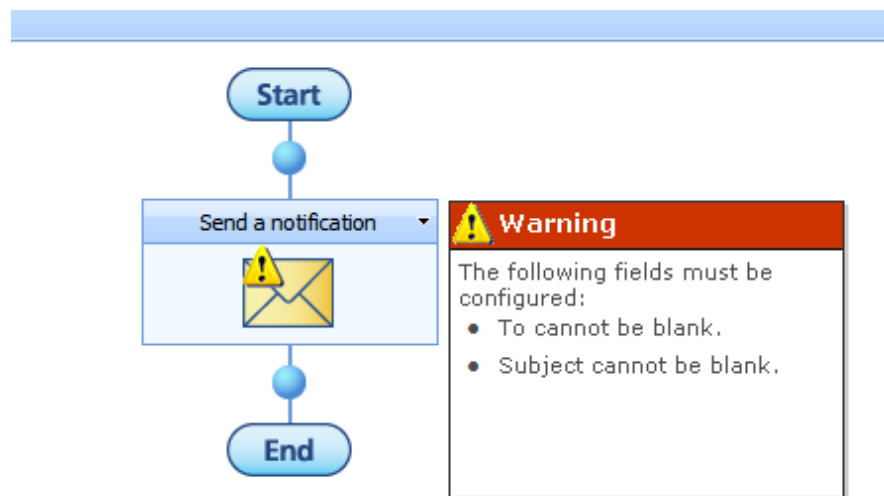 Start
Send a notification
Warning
The following fields must be
configured:
To cannot be blank.
Subject cannot be blank.
End